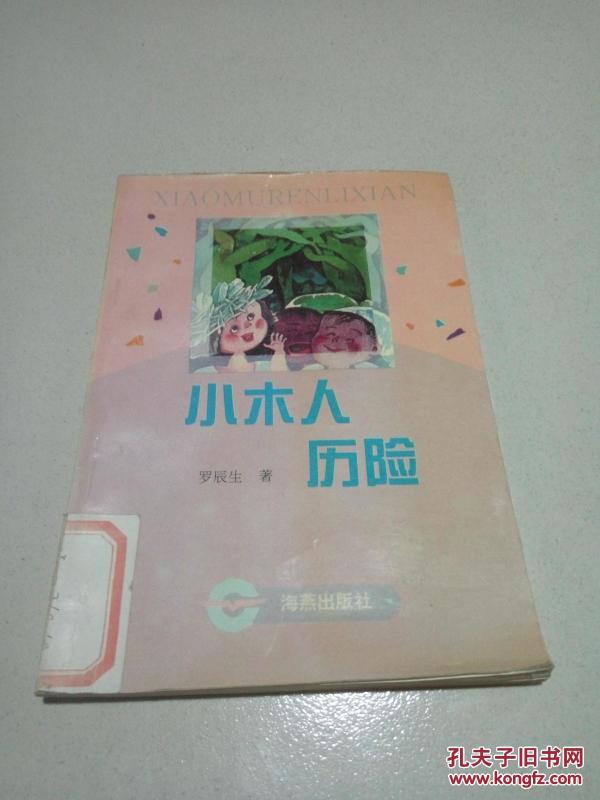 XIAOMURENLIXIAN
小木人
历险
罗辰生 著
海燕出版社
孔夫子旧书网
www.kongfz.com